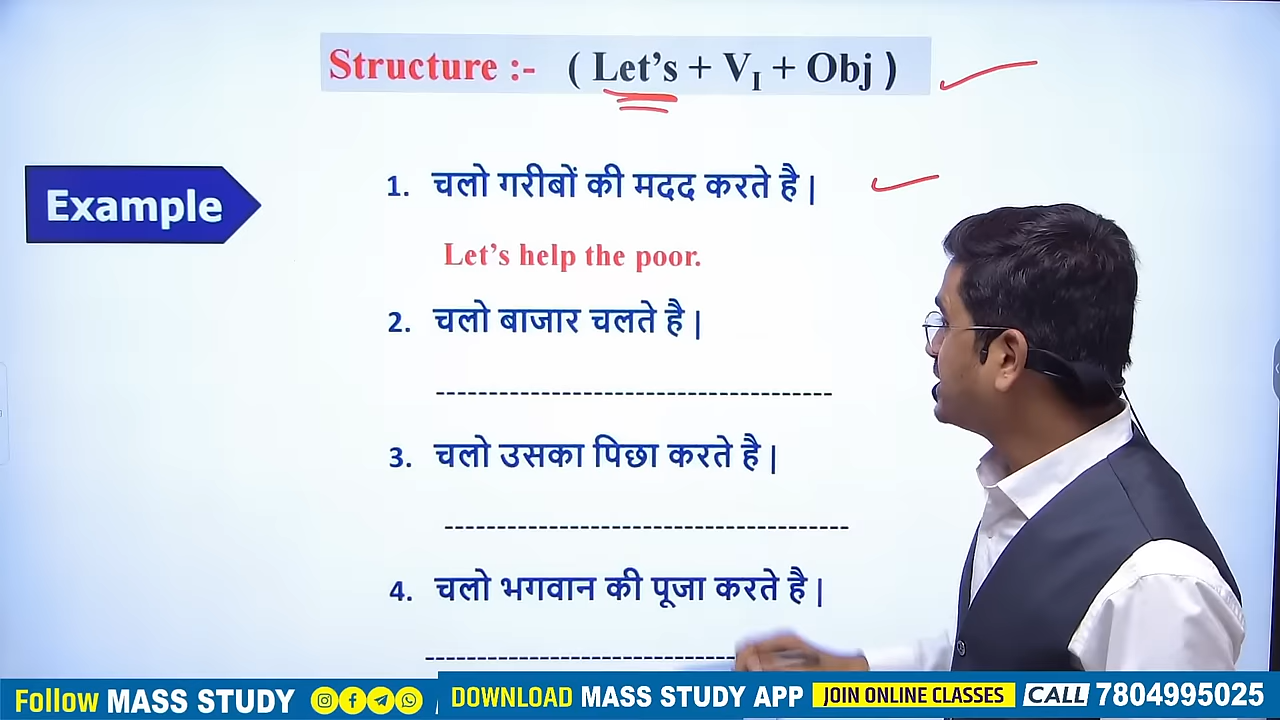 Structure :- ( Let's + V₁ + Obj )
Example
1. चलो गरीबों की मदद करते है |
Let's help the poor.
2. चलो बाजार चलते है |
------------------------------------
3. चलो उसका पिछा करते है |
------------------------------------
4. चलो भगवान की पूजा करते है |
----------------------------
Follow MASS STUDY
DOWNLOAD MASS STUDY APP JOIN ONLINE CLASSES CALL 7804995025